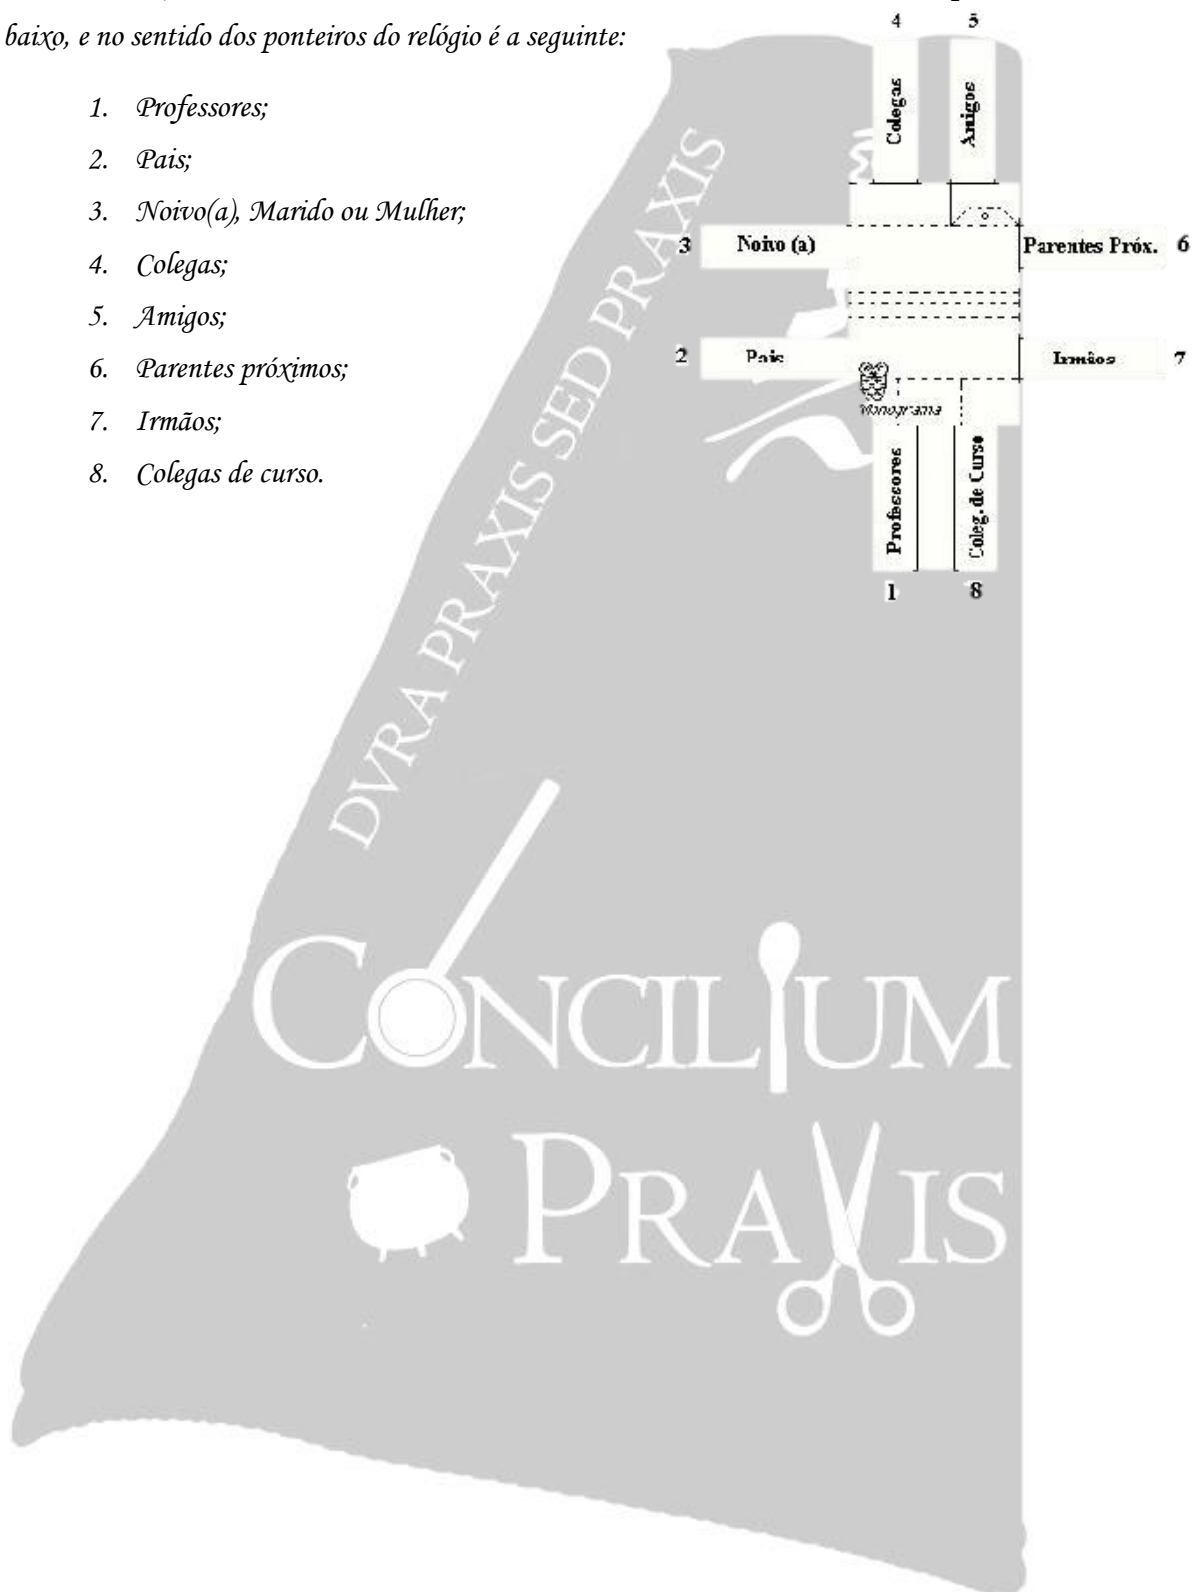 baixo, e no sentido dos ponteiros do relógio é a seguinte:
1. Professores;
2. Pais;
3. Noivo(a), Marido ou Mulher;
4. Colegas;
5. Amigos;
6. Parentes próximos;
7. Irmãos;
8. Colegas de curso.
4 5
Colegas Amigos
3 Noivo (a) Parentes Próx. 6
2 Pais Irmãos 7
Monograma
Professores Coleg. de Curso
1 8
DVRA PRAXIS SED PRAXIS
CONCILIUM
PRAXIS